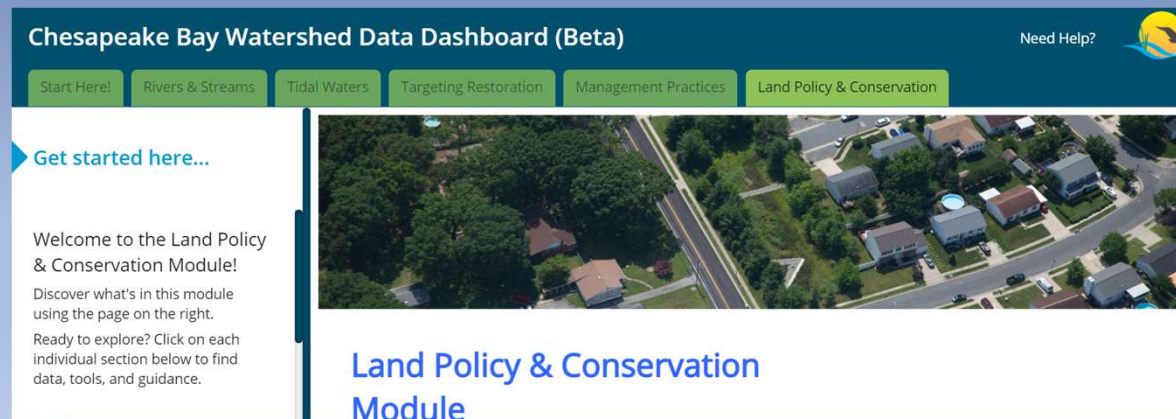 Chesapeake Bay Watershed Data Dashboard (Beta)
Need Help?
Start Here!
Rivers & Streams
Tidal Waters
Targeting Restoration
Management Practices
Land Policy & Conservation
Get started here...
Welcome to the Land Policy
& Conservation Module!
Discover what's in this module
using the page on the right.
Ready to explore? Click on each
individual section below to find
data, tools, and guidance.
Land Policy & Conservation
Module